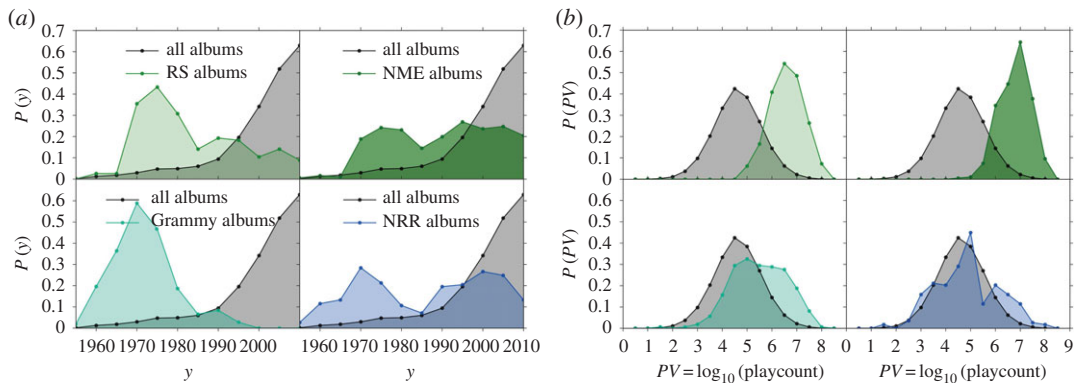 (a)
(b)
0.7
0.6
0.5
0.4
0.3
0.2
0.1
0
P (y)
all albums
RS albums
all albums
NME albums
0.6
0.5
0.4
0.3
0.2
0.1
0
P (y)
all albums
Grammy albums
all albums
NRR albums
1960 1970 1980 1990 2000
1960 1970 1980 1990 2000 2010
y
y
0.7
0.6
0.5
0.4
0.3
0.2
0.1
0
P (PV)
0.6
0.5
0.4
0.3
0.2
0.1
0
P (PV)
0 1 2 3 4 5 6 7 8
0 1 2 3 4 5 6 7 8 9
PV = log10 (playcount)
PV = log10 (playcount)